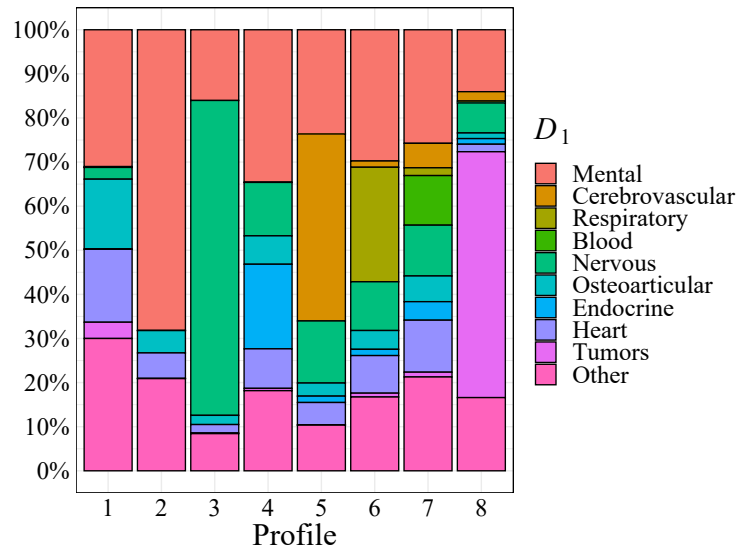 100%
90%
80%
70%
60%
50%
40%
30%
20%
10%
0%
1 2 3 4 5 6 7 8
Profile
D1
Mental
Cerebrovascular
Respiratory
Blood
Nervous
Osteoarticular
Endocrine
Heart
Tumors
Other